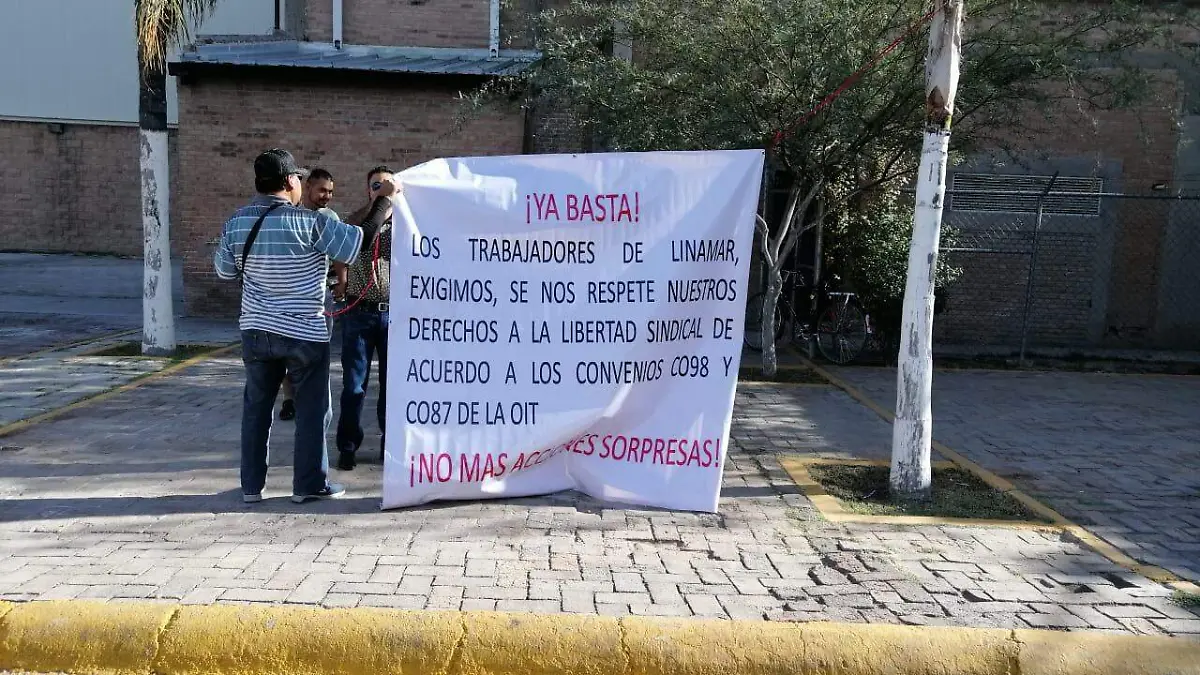 ¡YA BASTA!
LOS TRABAJADORES DE LINAMAR,
EXIGIMOS, SE NOS RESPETE NUESTROS
DERECHOS A LA LIBERTAD SINDICAL DE
ACUERDO A LOS CONVENIOS CO98 Y
CO87 DE LA OIT
¡NO MAS ACCIONES SORPRESAS!